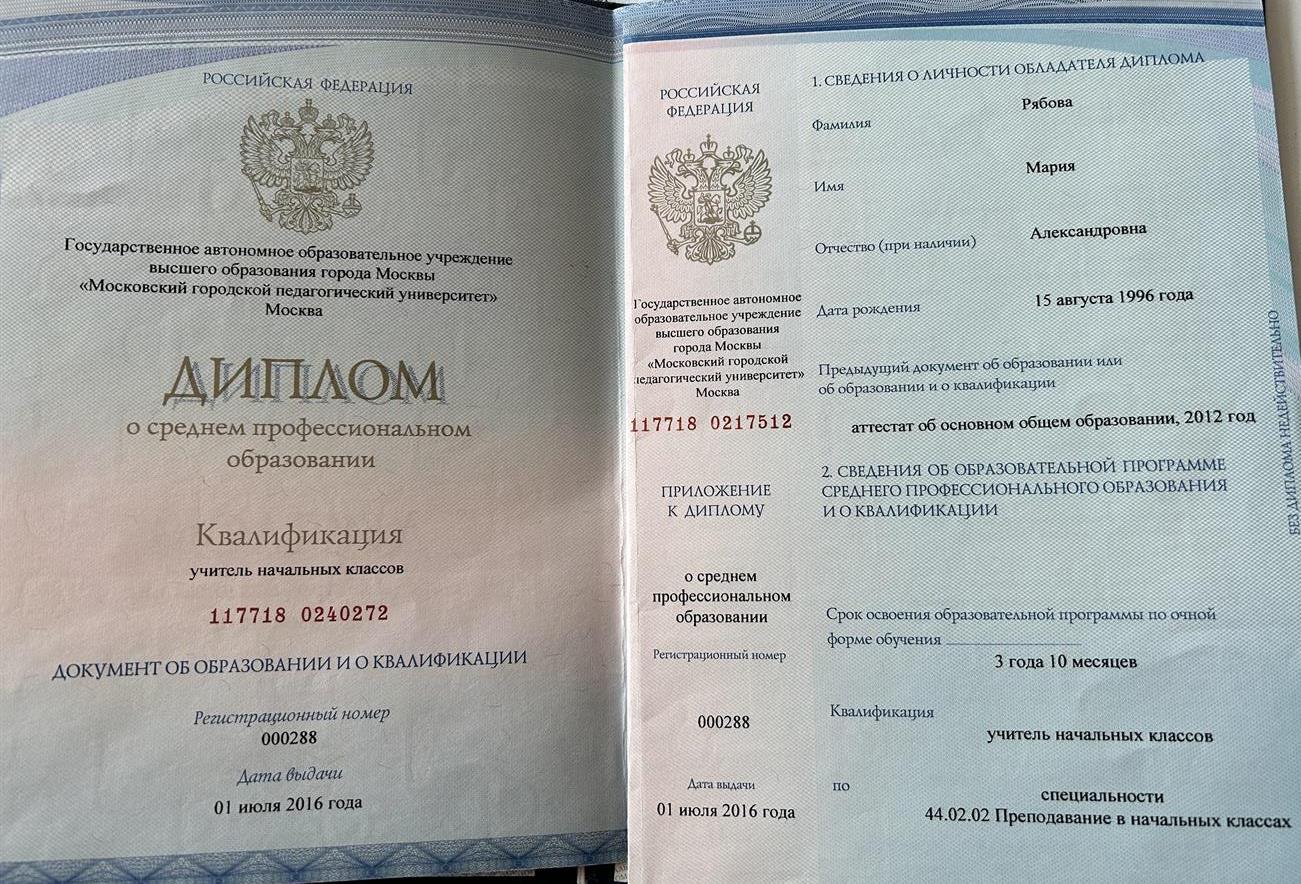 РОССИЙСКАЯ ФЕДЕРАЦИЯ
Государственное автономное образовательное учреждение
высшего образования города Москвы
«Московский городской педагогический университет»
Москва
ДИПЛОМ
о среднем профессиональном
образовании
Квалификация
учитель начальных классов
117718 0240272
ДОКУМЕНТ ОБ ОБРАЗОВАНИИ И О КВАЛИФИКАЦИИ
Регистрационный номер
000288
Дата выдачи
01 июля 2016 года
РОССИЙСКАЯ
ФЕДЕРАЦИЯ
Государственное автономное
образовательное учреждение
высшего образования
города Москвы
«Московский городской
педагогический университет»
Москва
117718 0217512
ПРИЛОЖЕНИЕ
К ДИПЛОМУ
о среднем
профессиональном
образовании
Регистрационный номер
000288
Дата выдачи
01 июля 2016 года
1. СВЕДЕНИЯ О ЛИЧНОСТИ ОБЛАДАТЕЛЯ ДИПЛОМА
Рябова
Фамилия
Мария
Имя
Александровна
Отчество (при наличии)
15 августа 1996 года
Дата рождения
Предыдущий документ об образовании или
об образовании и о квалификации
аттестат об основном общем образовании, 2012 год
2. СВЕДЕНИЯ ОБ ОБРАЗОВАТЕЛЬНОЙ ПРОГРАММЕ
СРЕДНЕГО ПРОФЕССИОНАЛЬНОГО ОБРАЗОВАНИЯ
И О КВАЛИФИКАЦИИ
Срок освоения образовательной программы по очной
форме обучения
3 года 10 месяцев
Квалификация
учитель начальных классов
по
специальности
44.02.02 Преподавание в начальных классах
БЕЗ ДИПЛОМА НЕДЕЙСТВИТЕЛЬНО